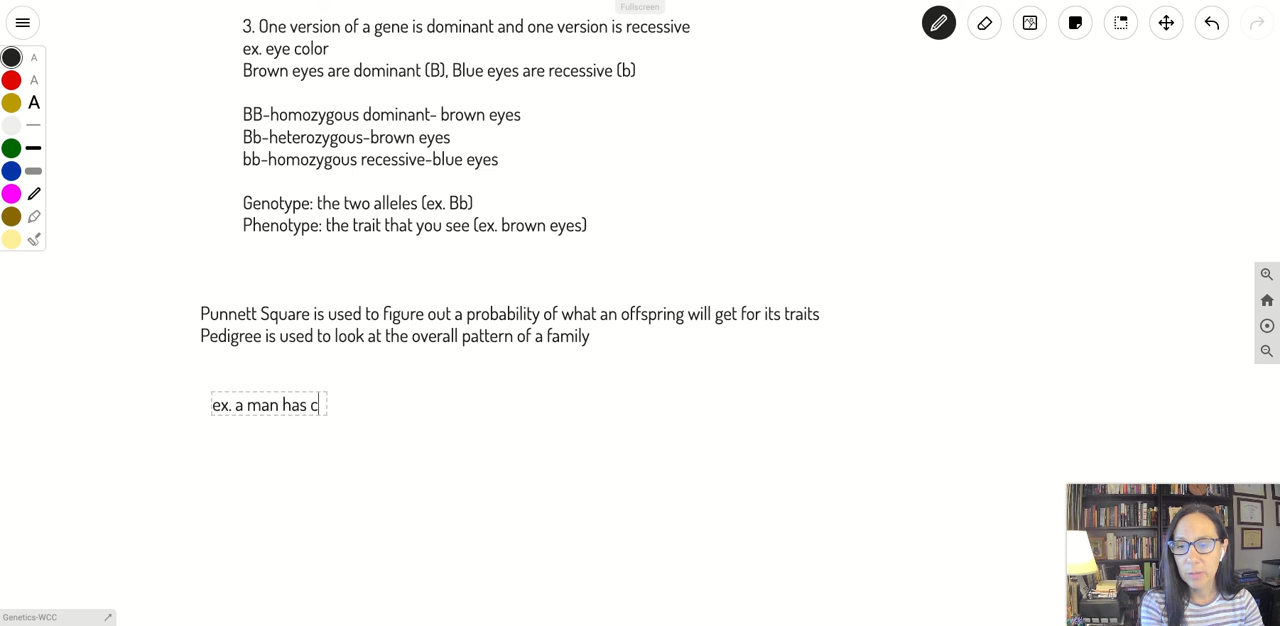 Fullscreen
3. One version of a gene is dominant and one version is recessive
ex. eye color
Brown eyes are dominant (B), Blue eyes are recessive (b)
BB-homozygous dominant- brown eyes
Bb-heterozygous-brown eyes
bb-homozygous recessive-blue eyes
Genotype: the two alleles (ex. Bb)
Phenotype: the trait that you see (ex. brown eyes)
Punnett Square is used to figure out a probability of what an offspring will get for its traits
Pedigree is used to look at the overall pattern of a family
ex. a man has c
A
A
A
Genetics-WCC